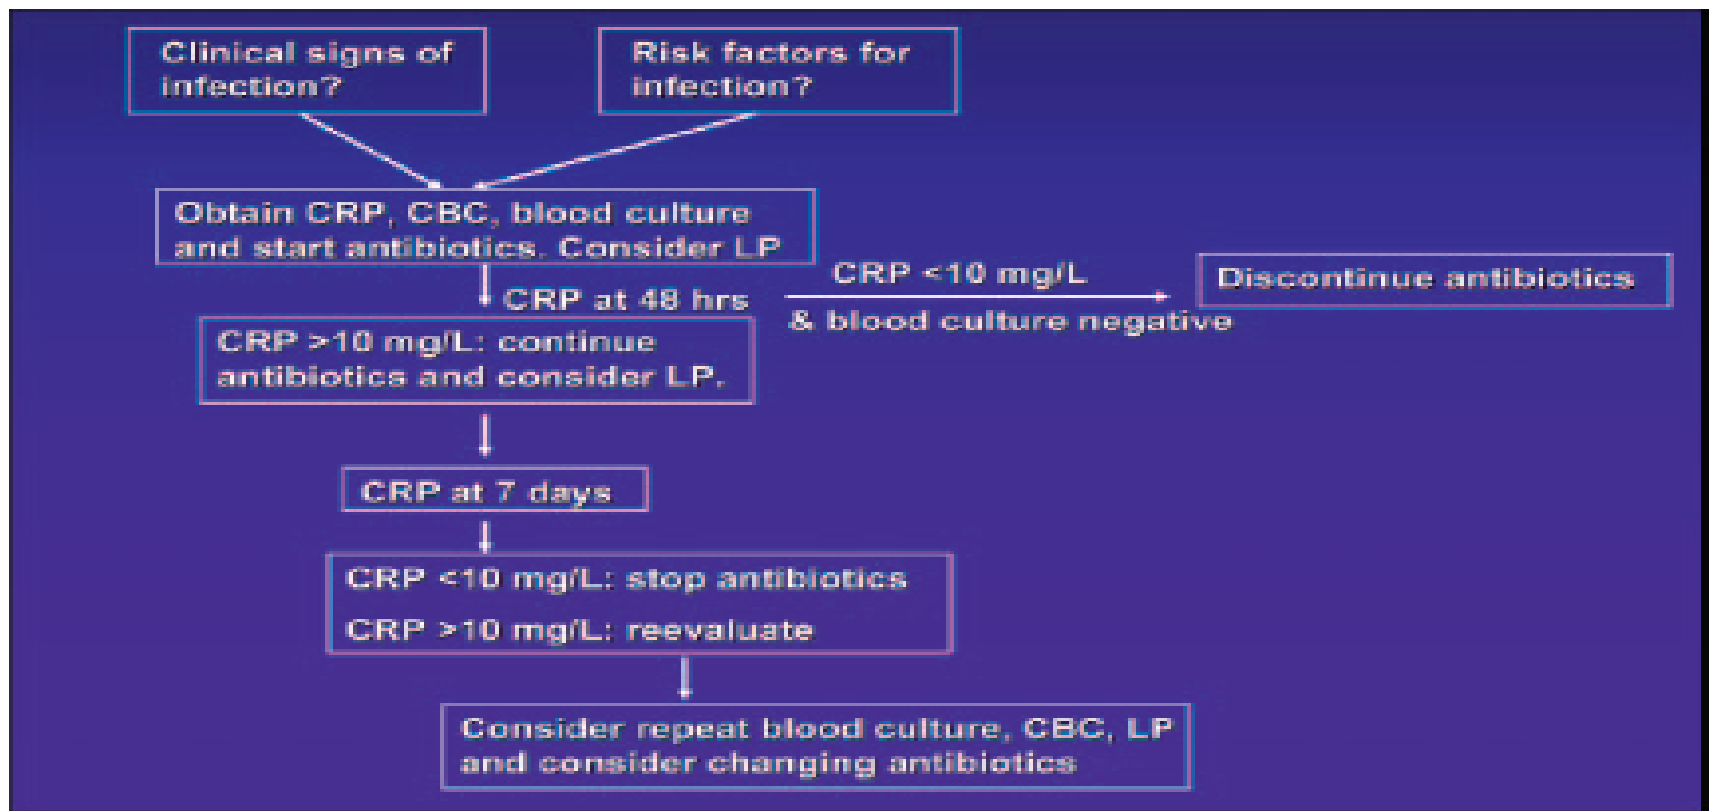 Clinical signs of
infection?
Risk factors for
infection?
Obtain CRP, CBC, blood culture
and start antibiotics. Consider LP
CRP at 48 hrs
CRP <10 mg/L
& blood culture negative
Discontinue antibiotics
CRP >10 mg/L: continue
antibiotics and consider LP.
CRP at 7 days
CRP <10 mg/L: stop antibiotics
CRP >10 mg/L: reevaluate
Consider repeat blood culture, CBC, LP
and consider changing antibiotics